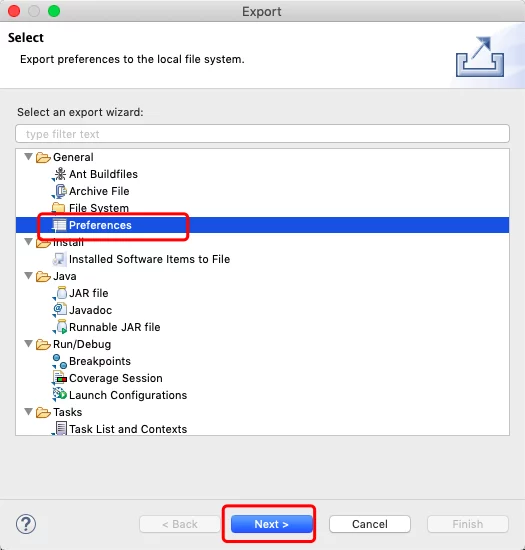 Export
Select
Export preferences to the local file system.
Select an export wizard:
type filter text
General
Ant Buildfiles
Archive File
File System
Preferences
Install
Installed Software Items to File
Java
JAR file
Javadoc
Runnable JAR file
Run/Debug
Breakpoints
Coverage Session
Launch Configurations
Tasks
Task List and Contexts
? < Back Next > Cancel Finish